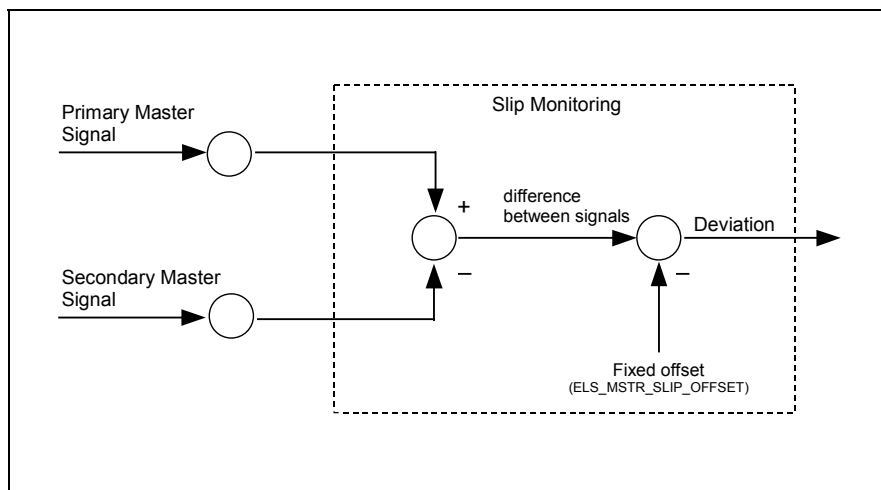 Slip Monitoring
Primary Master
Signal
+
difference
between signals
Deviation
–
–
Secondary Master
Signal
Fixed offset
(ELS_MSTR_SLIP_OFFSET)